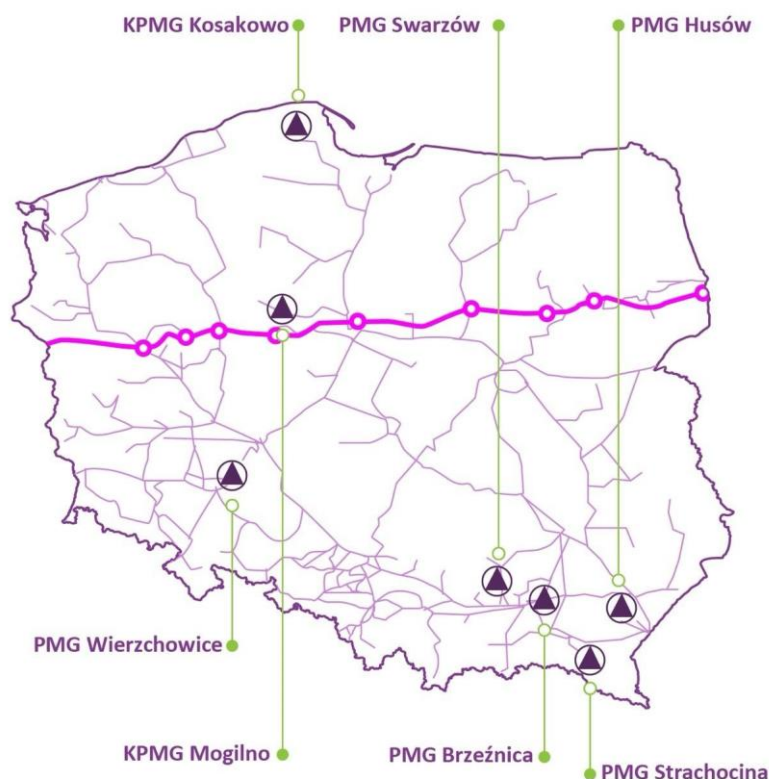 KPMG Kosakowo
PMG Swarzów
PMG Husów
PMG Wierzchowice
KPMG Mogilno
PMG Brzeźnica
PMG Strachocina